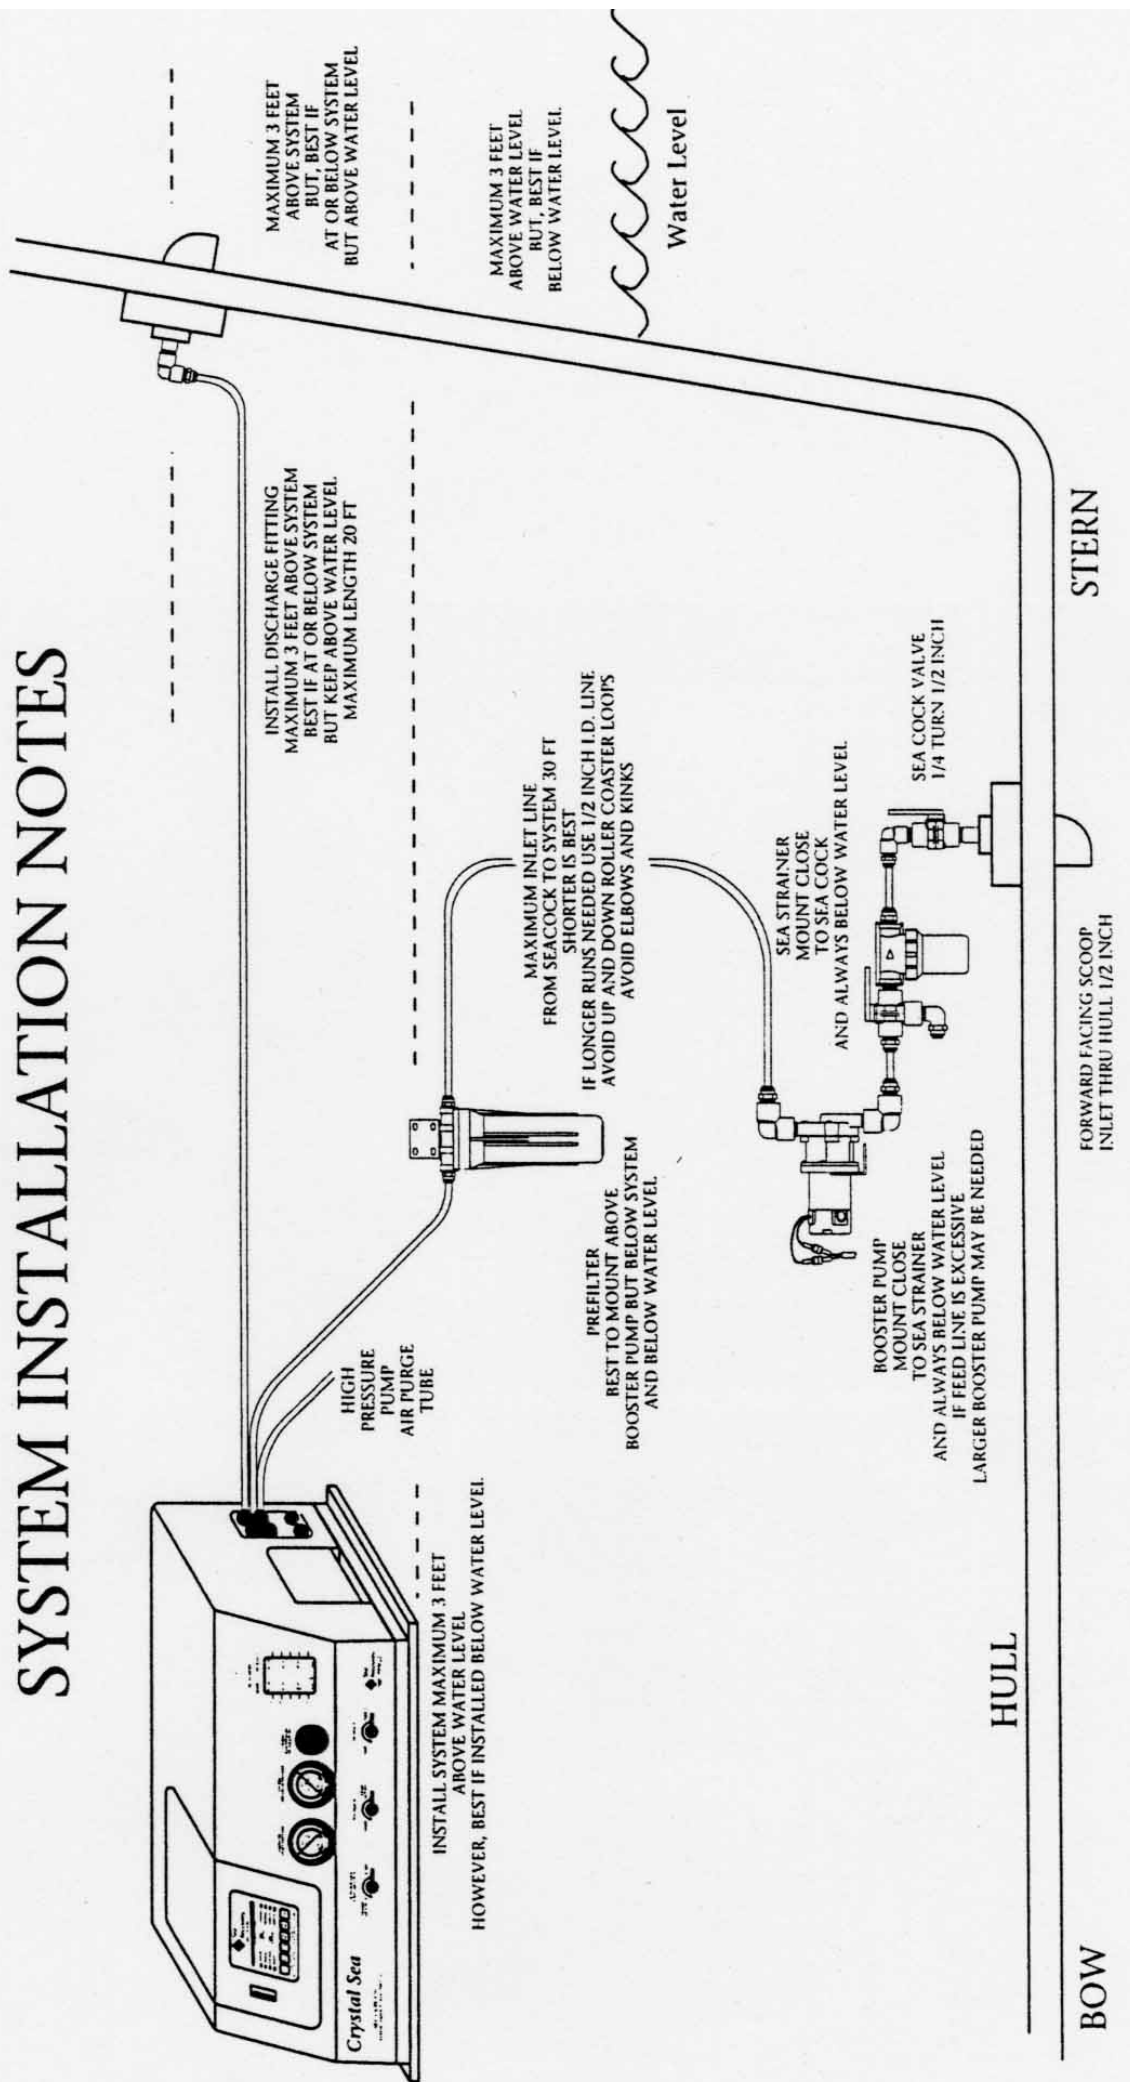 SYSTEM INSTALLATION NOTES
MAXIMUM 3 FEET
ABOVE SYSTEM
BUT, BEST IF
AT OR BELOW SYSTEM
BUT ABOVE WATER LEVEL
INSTALL DISCHARGE FITTING
MAXIMUM 3 FEET ABOVE SYSTEM
BEST IF AT OR BELOW SYSTEM
BUT KEEP ABOVE WATER LEVEL
MAXIMUM LENGTH 20 FT
HIGH
PRESSURE
PUMP
AIR PURGE
TUBE
Crystal Sea
INSTALL SYSTEM MAXIMUM 3 FEET
ABOVE WATER LEVEL
HOWEVER, BEST IF INSTALLED BELOW WATER LEVEL
MAXIMUM 3 FEET
ABOVE WATER LEVEL
BUT, BEST IF
BELOW WATER LEVEL
Water Level
MAXIMUM INLET LINE
FROM SEACOCK TO SYSTEM 30 FT
SHORTER IS BEST
IF LONGER RUNS NEEDED USE 1/2 INCH I.D. LINE
AVOID UP AND DOWN ROLLER COASTER LOOPS
AVOID ELBOWS AND KINKS
PREFILTER
BEST TO MOUNT ABOVE
BOOSTER PUMP BUT BELOW SYSTEM
AND BELOW WATER LEVEL
SEA STRAINER
MOUNT CLOSE
TO SEA COCK
AND ALWAYS BELOW WATER LEVEL
SEA COCK VALVE
1/4 TURN 1/2 INCH
BOOSTER PUMP
MOUNT CLOSE
TO SEA STRAINER
AND ALWAYS BELOW WATER LEVEL
IF FEED LINE IS EXCESSIVE
LARGER BOOSTER PUMP MAY BE NEEDED
HULL
BOW
FORWARD FACING SCOOP
INLET THRU HULL 1/2 INCH
STERN